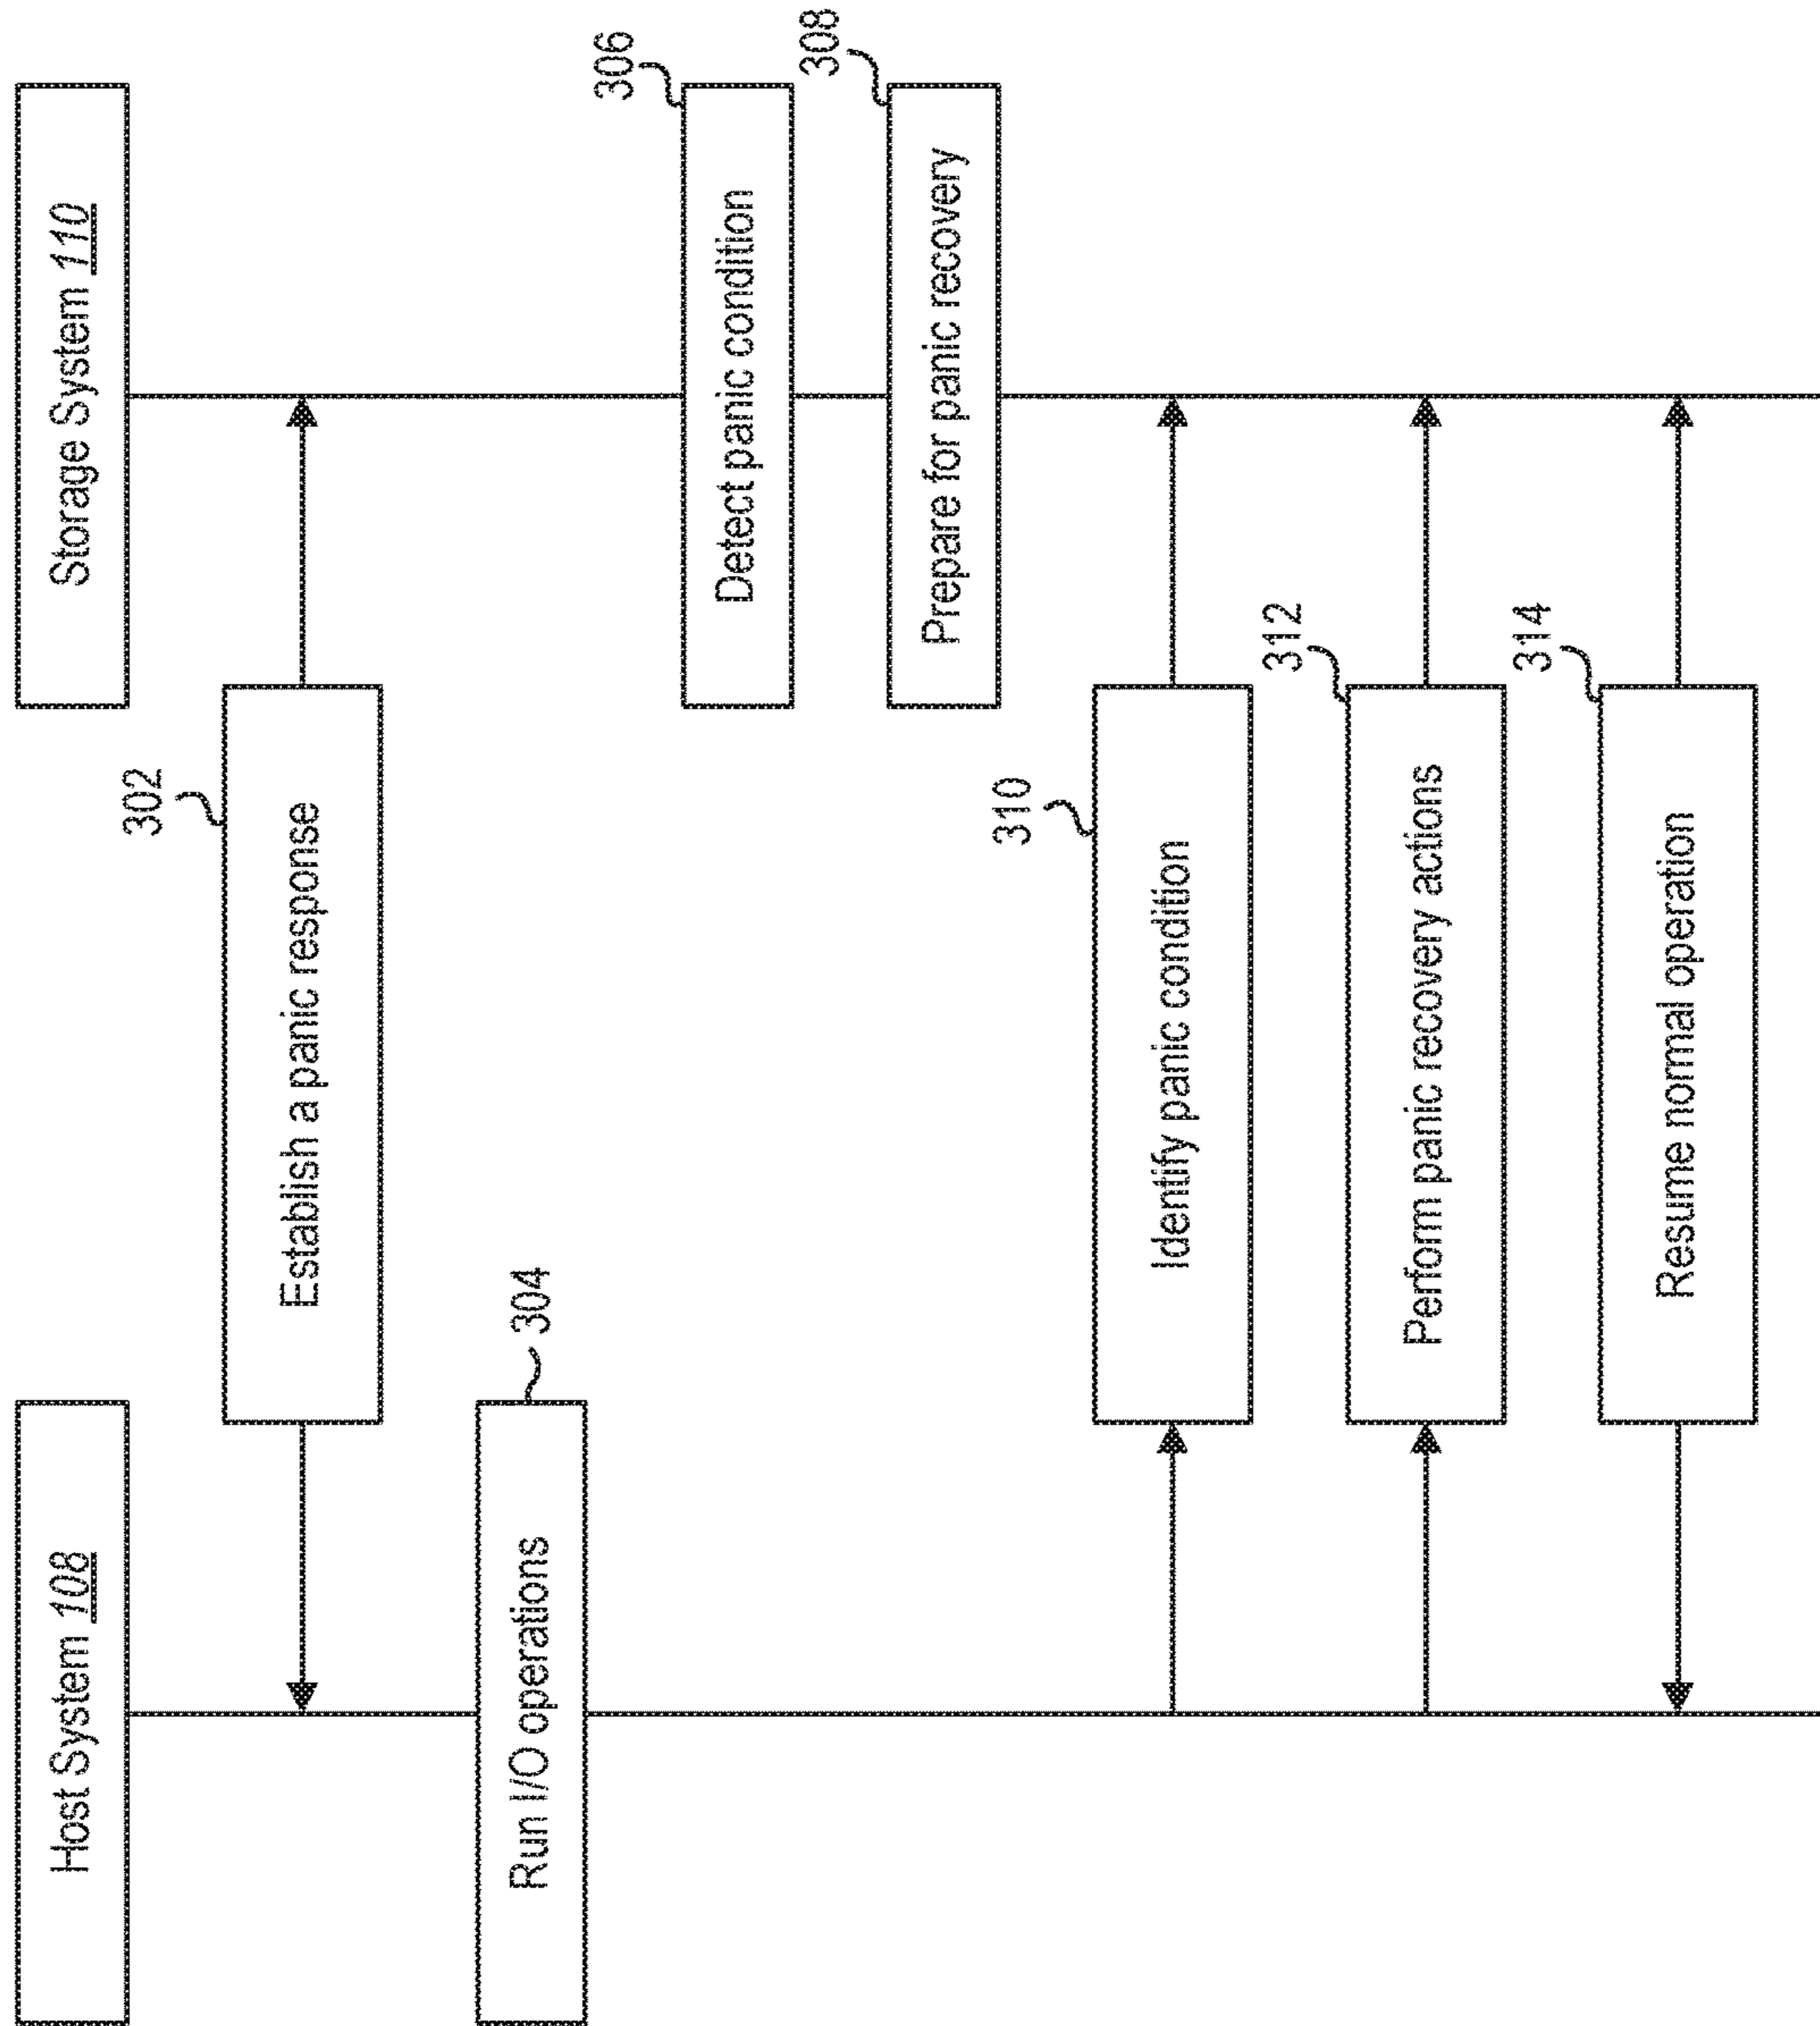 Host System 108
Storage System 110
302
Establish a panic response
304
Run I/O operations
306
Detect panic condition
308
Prepare for panic recovery
310
Identify panic condition
312
Perform panic recovery actions
314
Resume normal operation